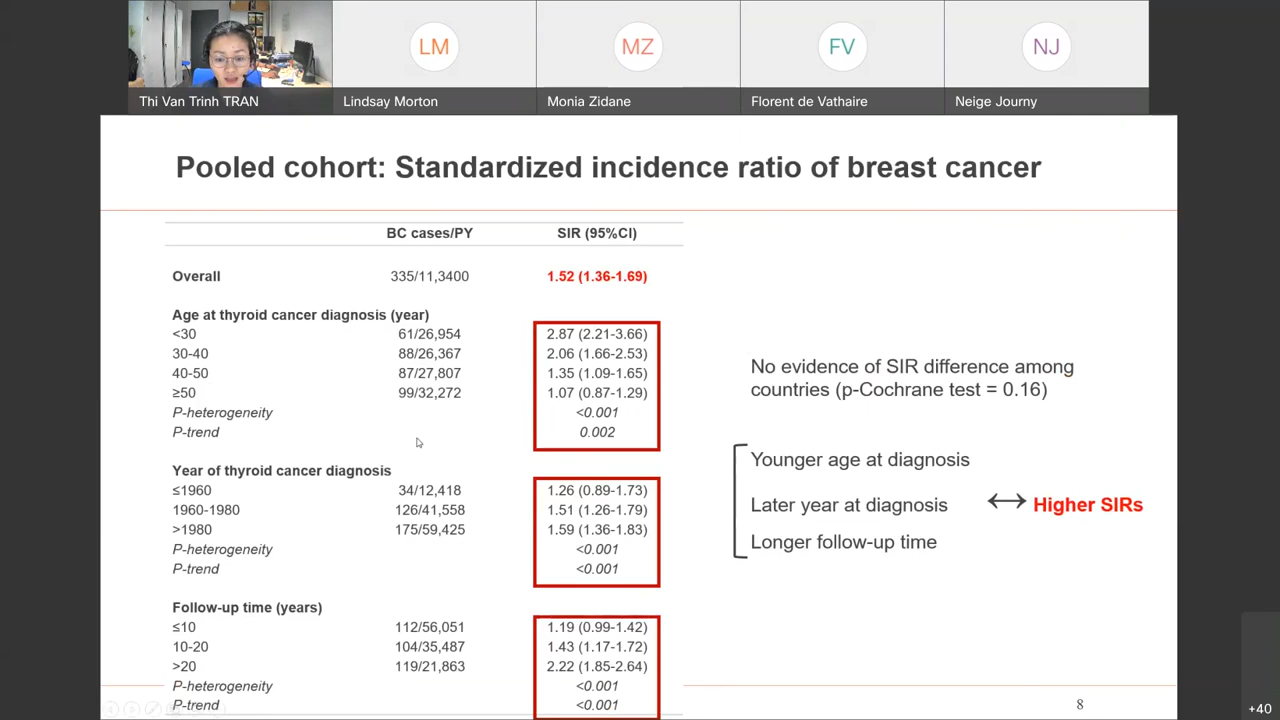 LM
MZ
FV
NJ
Thi Van Trinh TRAN
Lindsay Morton
Monia Zidane
Florent de Vathaire
Neige Journy
Pooled cohort: Standardized incidence ratio of breast cancer
BC cases/PY SIR (95%CI)
Overall 335/11,3400 1.52 (1.36-1.69)
Age at thyroid cancer diagnosis (year)
<30 61/26,954 2.87 (2.21-3.66)
30-40 88/26,367 2.06 (1.66-2.53)
40-50 87/27,807 1.35 (1.09-1.65)
≥50 99/32,272 1.07 (0.87-1.29)
P-heterogeneity <0.001
P-trend 0.002
Year of thyroid cancer diagnosis
≤1960 34/12,418 1.26 (0.89-1.73)
1960-1980 126/41,558 1.51 (1.26-1.79)
>1980 175/59,425 1.59 (1.36-1.83)
P-heterogeneity <0.001
P-trend <0.001
Follow-up time (years)
≤10 112/56,051 1.19 (0.99-1.42)
10-20 104/35,487 1.43 (1.17-1.72)
>20 119/21,863 2.22 (1.85-2.64)
P-heterogeneity <0.001
P-trend <0.001
No evidence of SIR difference among
countries (p-Cochrane test = 0.16)
Younger age at diagnosis
Later year at diagnosis ↔ Higher SIRs
Longer follow-up time
8
+40